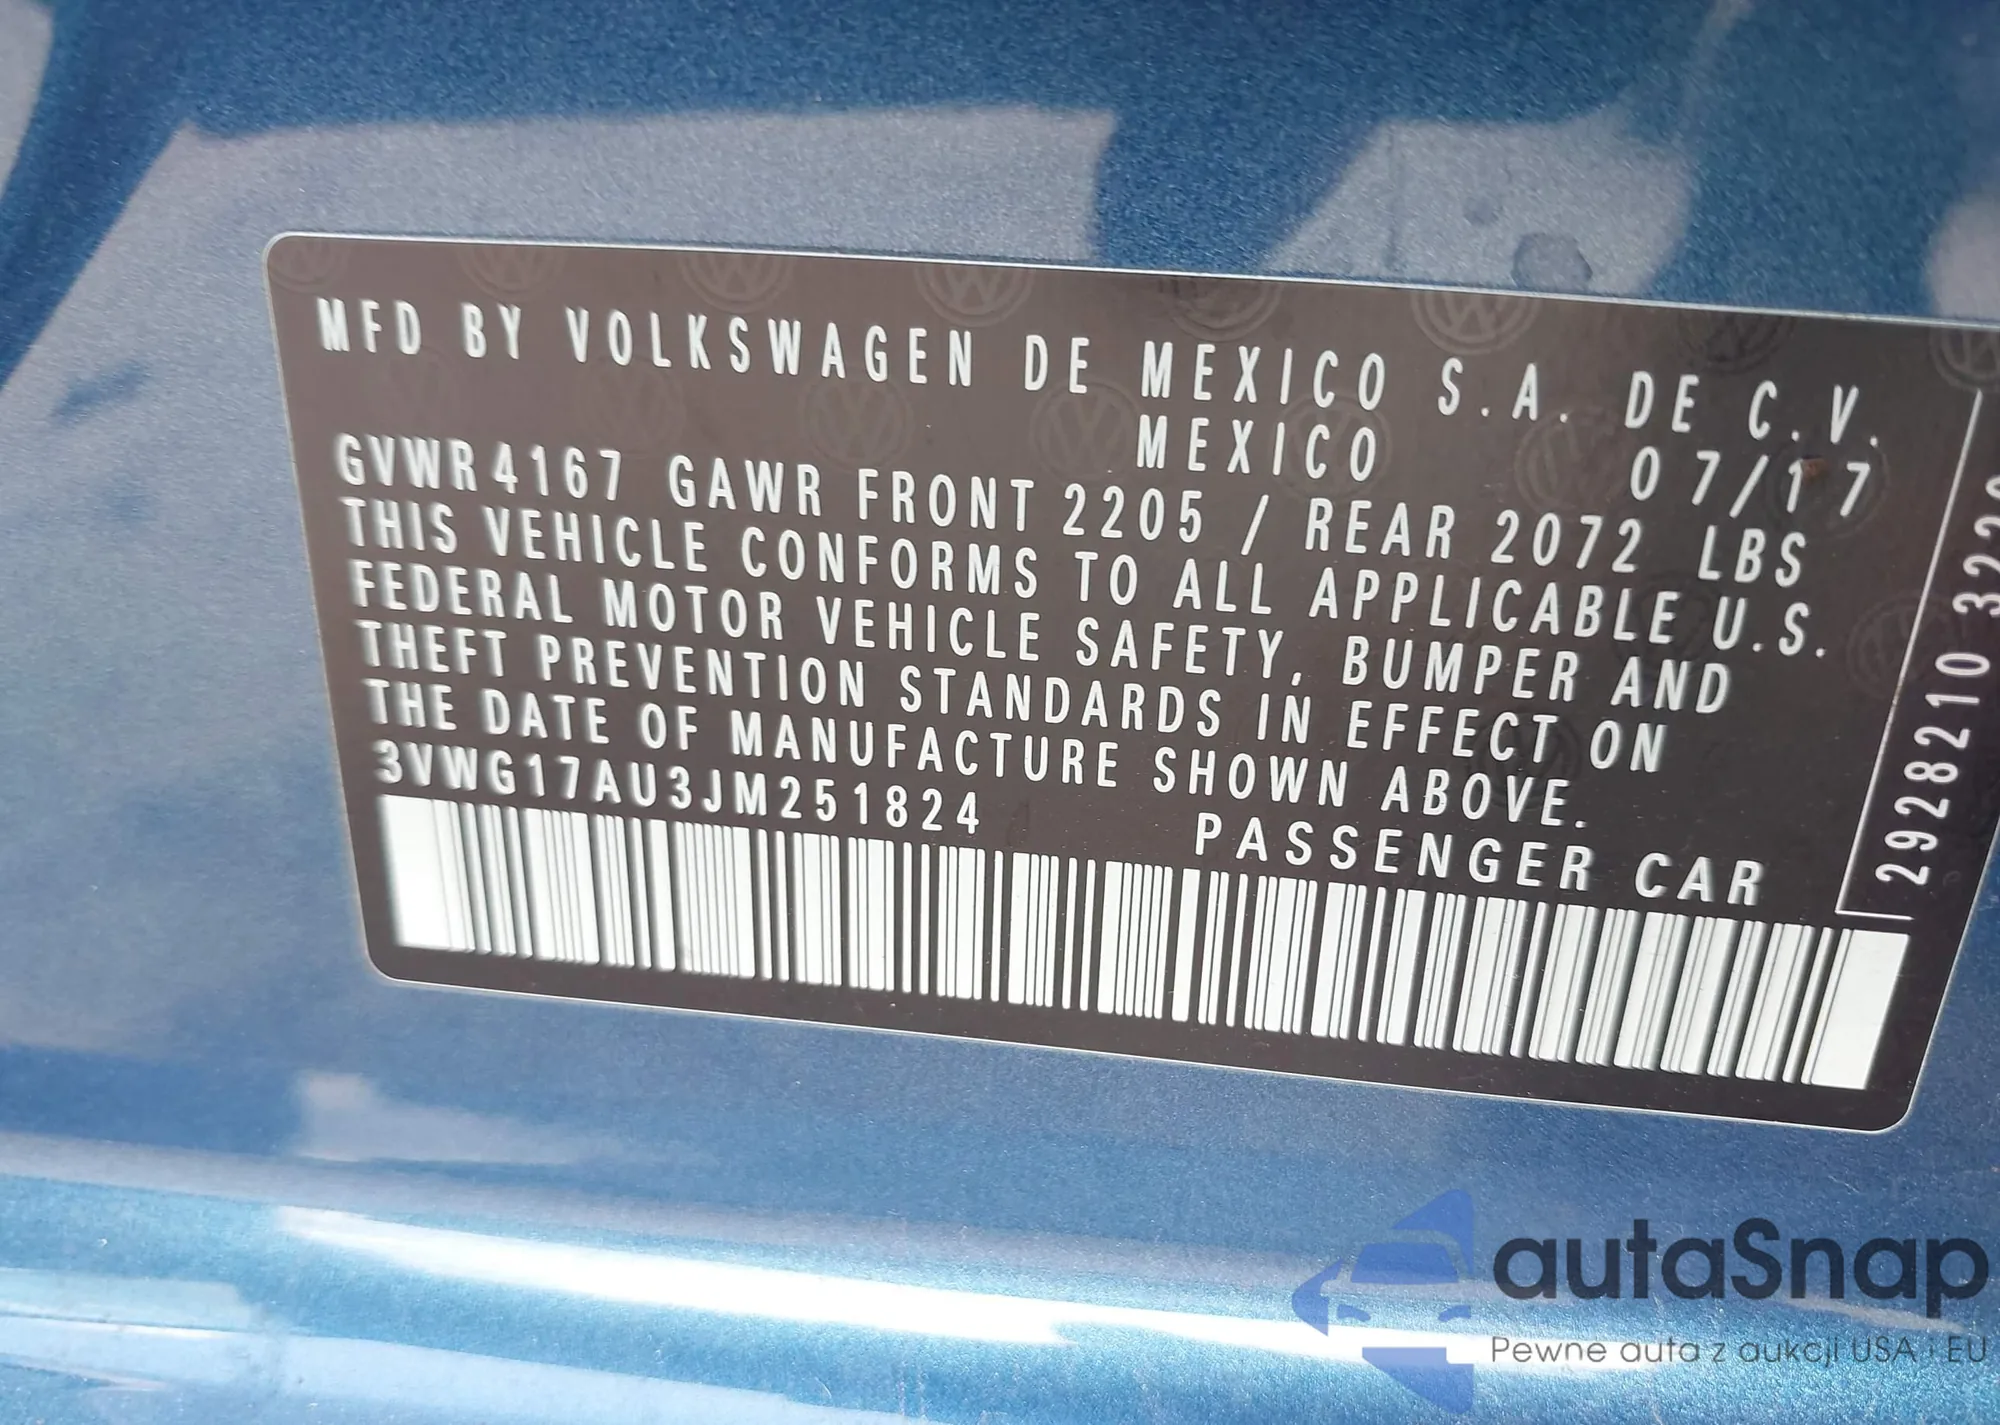 MFD BY VOLKSWAGEN DE MEXICO S.A. DE C.V.
MEXICO 07/17
GVWR 4167 GAWR FRONT 2205 / REAR 2072 LBS
THIS VEHICLE CONFORMS TO ALL APPLICABLE U.S.
FEDERAL MOTOR VEHICLE SAFETY, BUMPER AND
THEFT PREVENTION STANDARDS IN EFFECT ON
THE DATE OF MANUFACTURE SHOWN ABOVE.
3VWG17AU3JM251824 PASSENGER CAR
2928210
autaSnap
Pewne auta z aukcji USA i EU